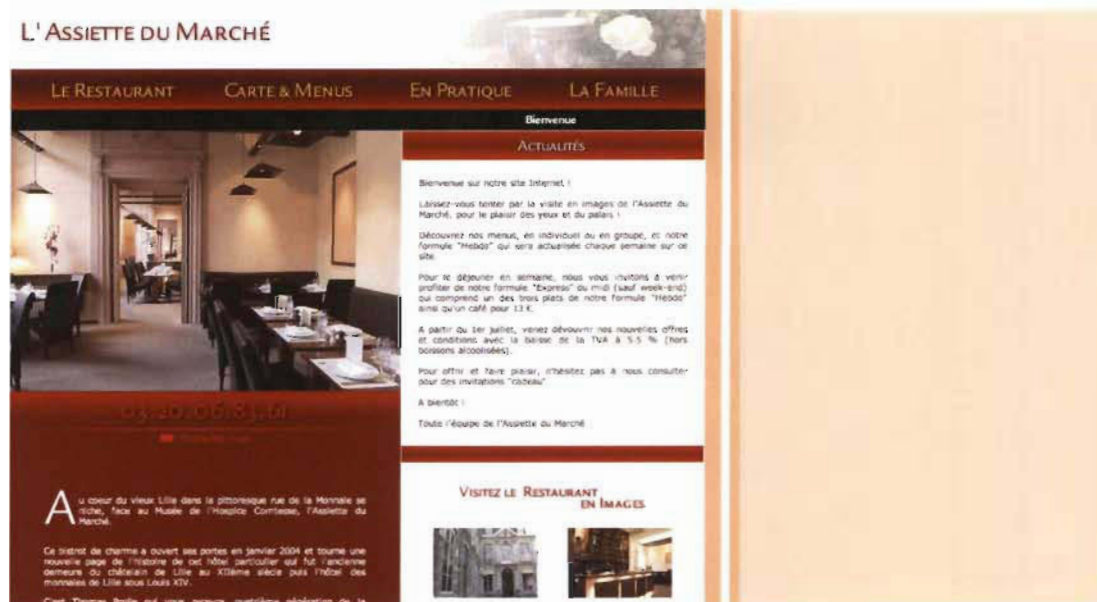 L'ASSIETTE DU MARCHÉ
LE RESTAURANT CARTE & MENUS EN PRATIQUE LA FAMILLE
Bienvenue
ACTUALITÉS
Bienvenue sur notre site Internet !
Laissez-vous tenter par la visite en images de l'Assiette du
Marché, pour le plaisir des yeux et du palais !
Découvrez nos menus, en individuel ou en groupe, et notre
formule "Hebdo" qui sera actualisée chaque semaine sur ce
site.
Pour le déjeuner en semaine, nous vous invitons à venir
profiter de notre formule "Express" du midi (sauf week-end)
qui comprend un des trois plats de notre formule "Hebdo"
ainsi qu'un café pour 13 €.
A partir du 1er juillet, venez dévouvrir nos nouvelles offres
et conditions avec la baisse de la TVA à 5.5 % (hors
boissons alcoolisées).
Pour offrir et faire plaisir, n'hésitez pas à nous consulter
pour des invitations "cadeau"
A bientôt !
Toute l'équipe de l'Assiette du Marché
03.20.06.83.61
Au coeur du vieux Lille dans la pittoresque rue de la Monnaie se
niche, face au Musée de l'Hospice Comtesse, l'Assiette du
Marché.
Ce bistrot de charme a ouvert ses portes en janvier 2004 et tourne une
nouvelle page de l'histoire de cet hôtel particulier qui fut l'ancienne
demeure du châtelain de Lille au XIIème siècle puis l'hôtel des
monnaies de Lille sous Louis XIV.
VISITEZ LE RESTAURANT
EN IMAGES